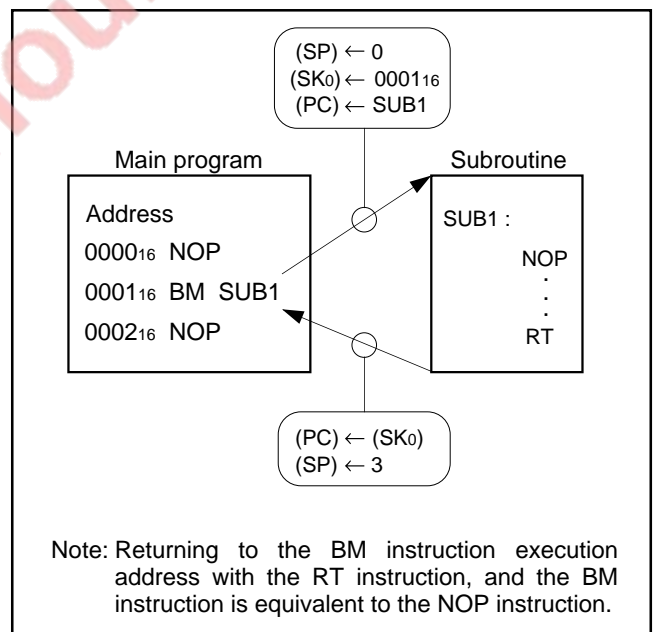 (SP) ← 0
(SK0) ← 000116
(PC) ← SUB1
Main program
Subroutine
Address
000016 NOP
000116 BM SUB1
000216 NOP
SUB1 :
NOP
.
.
.
RT
(PC) ← (SK0)
(SP) ← 3
Note: Returning to the BM instruction execution
address with the RT instruction, and the BM
instruction is equivalent to the NOP instruction.